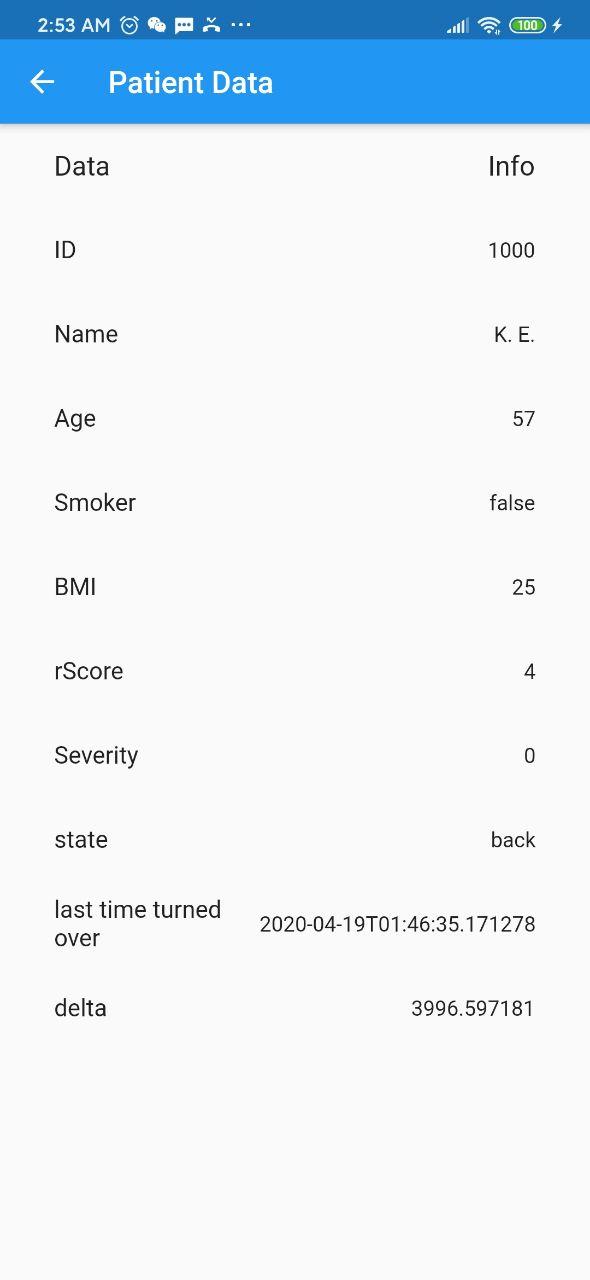 2:53 AM 100
Patient Data
Data Info
ID 1000
Name K. E.
Age 57
Smoker false
BMI 25
rScore 4
Severity 0
state back
last time turned
over 2020-04-19T01:46:35.171278
delta 3996.597181